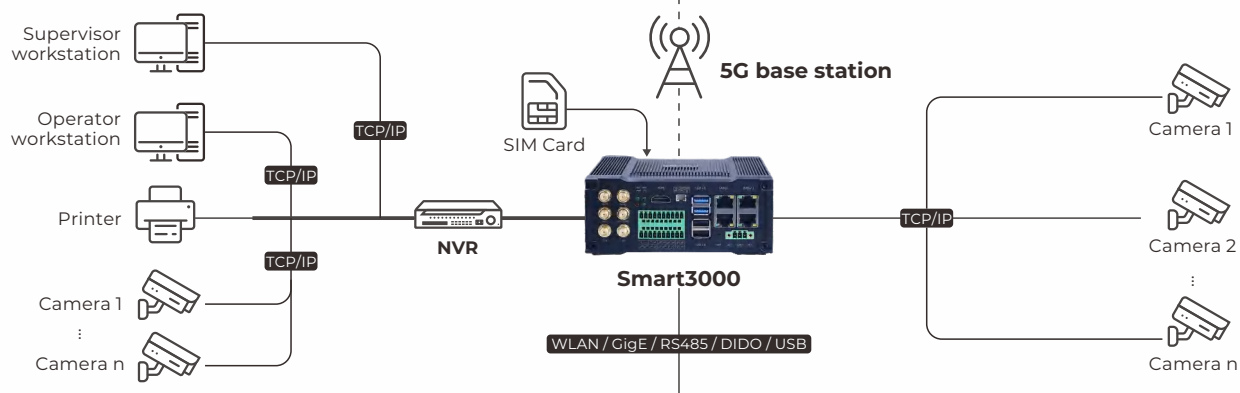 Supervisor
workstation
TCP/IP
Operator
workstation
TCP/IP
Printer
TCP/IP
Camera 1
⋮
Camera n
NVR
SIM Card
5G base station
Smart3000
WLAN / GigE / RS485 / DIDO / USB
TCP/IP
Camera 1
Camera 2
⋮
Camera n